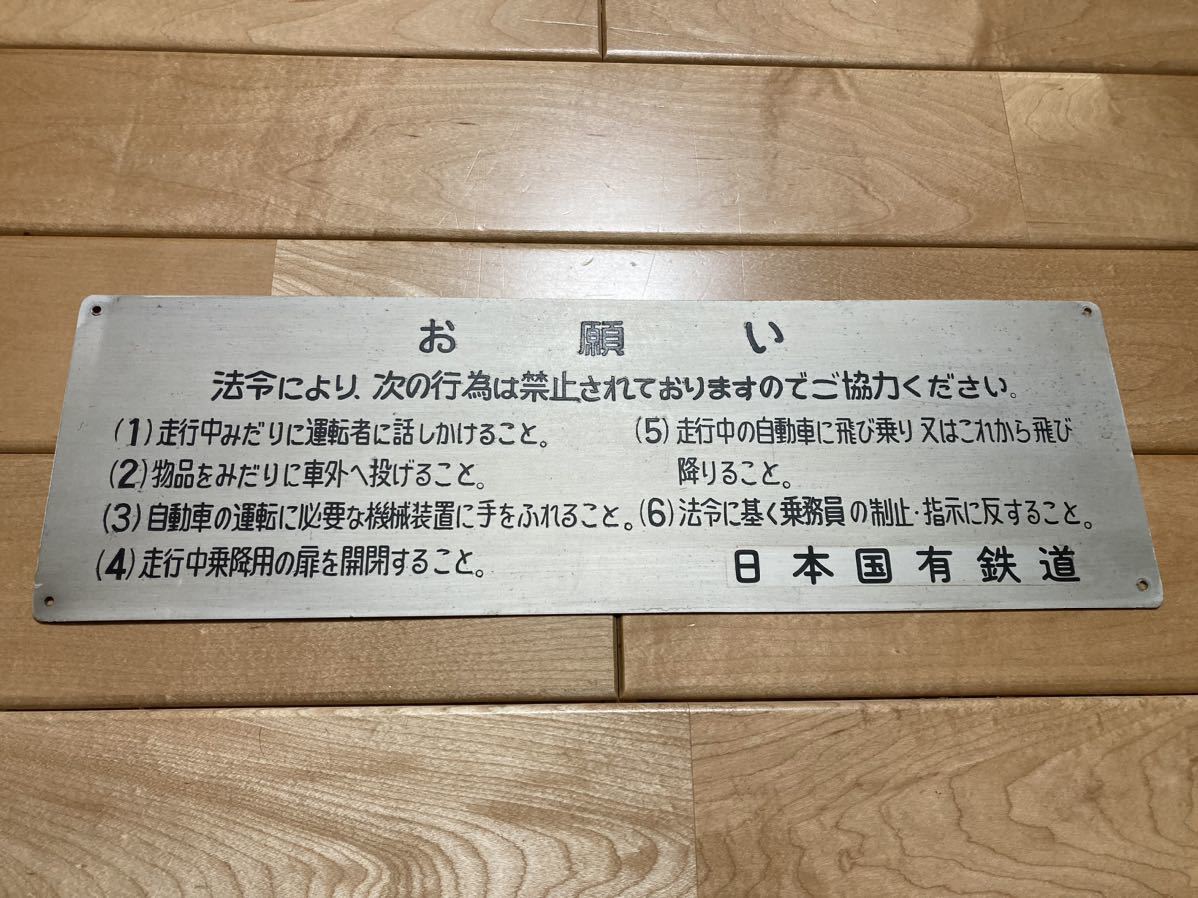 お願い
法令により、次の行為は禁止されておりますのでご協力ください。
(1)走行中みだりに運転者に話しかけること。
(2)物品をみだりに車外へ投げること。
(3)自動車の運転に必要な機械装置に手をふれること。
(4)走行中乗降用の扉を開閉すること。
(5)走行中の自動車に飛び乗り又はこれから飛び
降りること。
(6)法令に基く乗務員の制止・指示に反すること。
日本国有鉄道